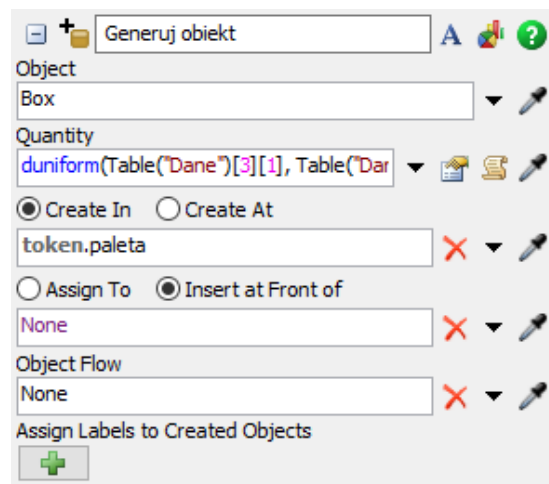 Generuj obiekt A ?
Object
Box
Quantity
duniform(Table("Dane")[3][1], Table("Dar
Create In Create At
token.paleta
Assign To Insert at Front of
None
Object Flow
None
Assign Labels to Created Objects